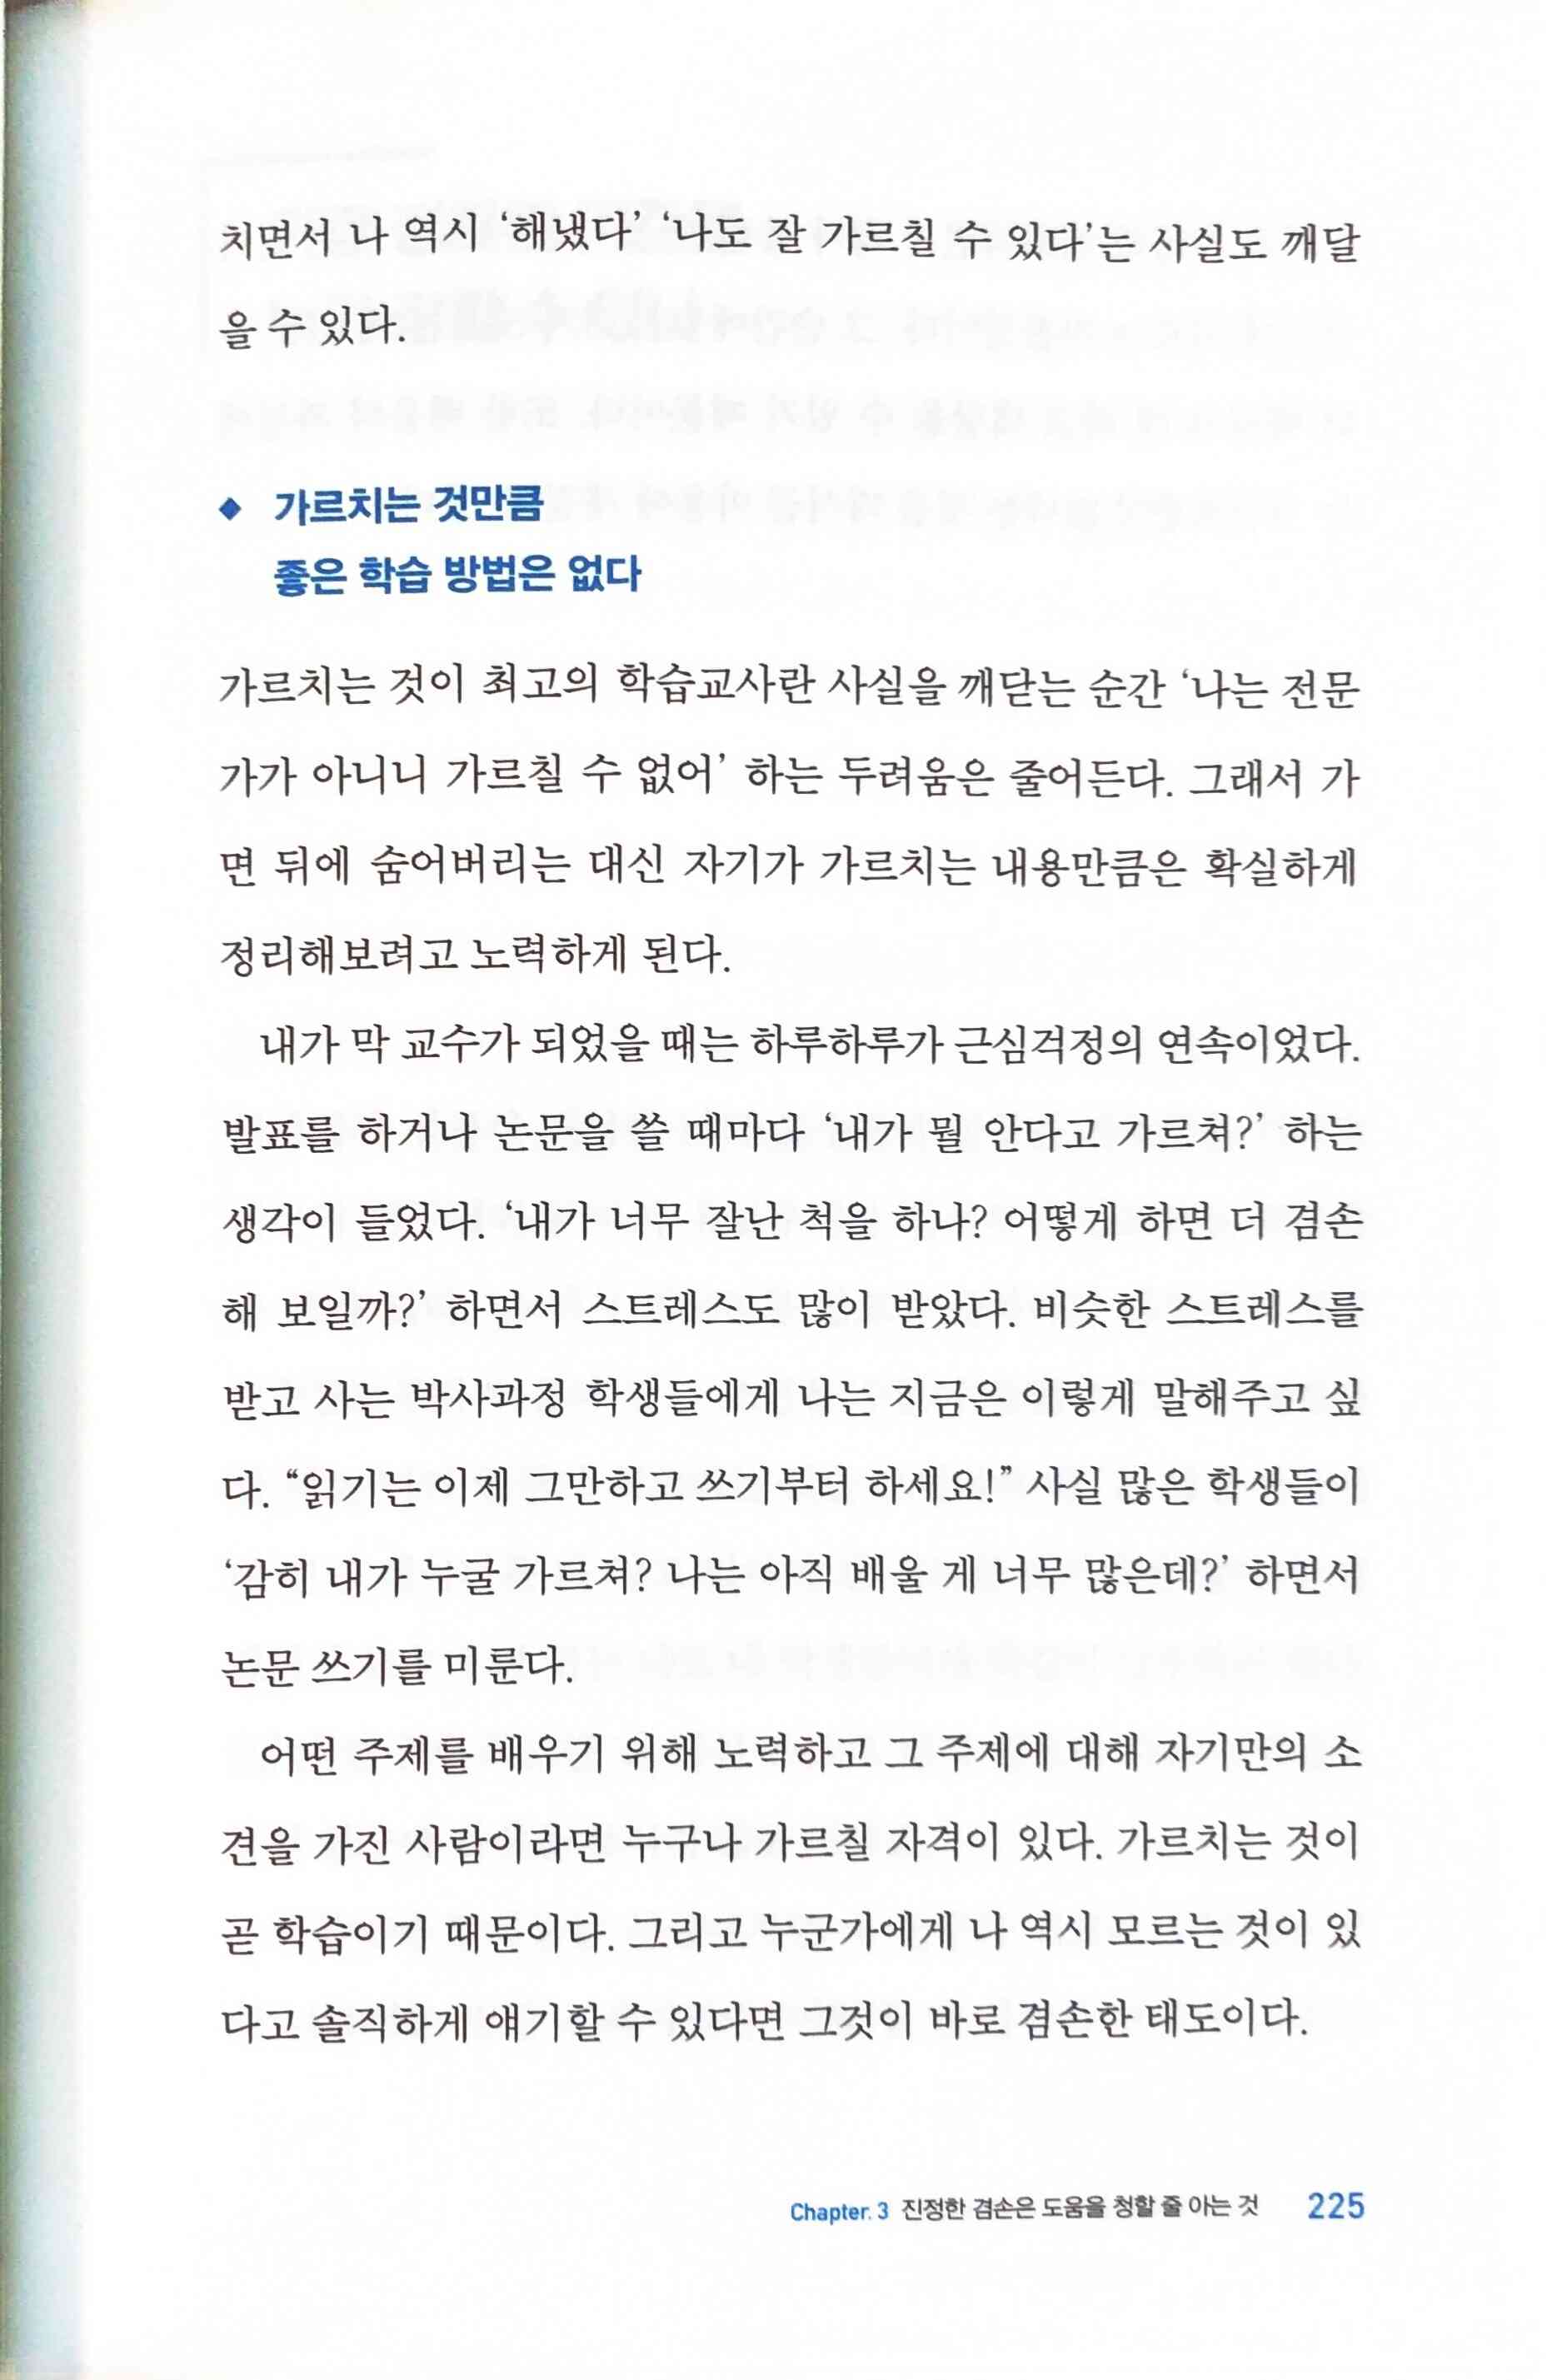 치면서 나 역시 ‘해냈다’ ‘나도 잘 가르칠 수 있다’는 사실도 깨달
을 수 있다.
◆ 가르치는 것만큼
좋은 학습 방법은 없다
가르치는 것이 최고의 학습교사란 사실을 깨닫는 순간 ‘나는 전문
가가 아니니 가르칠 수 없어’ 하는 두려움은 줄어든다. 그래서 가
면 뒤에 숨어버리는 대신 자기가 가르치는 내용만큼은 확실하게
정리해보려고 노력하게 된다.
내가 막 교수가 되었을 때는 하루하루가 근심걱정의 연속이었다.
발표를 하거나 논문을 쓸 때마다 ‘내가 뭘 안다고 가르쳐?’ 하는
생각이 들었다. ‘내가 너무 잘난 척을 하나? 어떻게 하면 더 겸손
해 보일까?’ 하면서 스트레스도 많이 받았다. 비슷한 스트레스를
받고 사는 박사과정 학생들에게 나는 지금은 이렇게 말해주고 싶
다. “읽기는 이제 그만하고 쓰기부터 하세요!” 사실 많은 학생들이
‘감히 내가 누굴 가르쳐? 나는 아직 배울 게 너무 많은데?’ 하면서
논문 쓰기를 미룬다.
어떤 주제를 배우기 위해 노력하고 그 주제에 대해 자기만의 소
견을 가진 사람이라면 누구나 가르칠 자격이 있다. 가르치는 것이
곧 학습이기 때문이다. 그리고 누군가에게 나 역시 모르는 것이 있
다고 솔직하게 얘기할 수 있다면 그것이 바로 겸손한 태도이다.
Chapter. 3 진정한 겸손은 도움을 청할 줄 아는 것 225